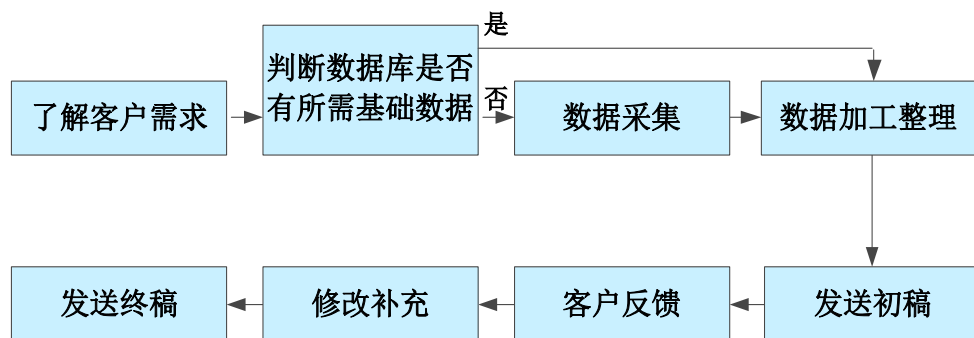 是
判断数据库是否
有所需基础数据
了解客户需求
否
数据采集
数据加工整理
发送终稿
修改补充
客户反馈
发送初稿